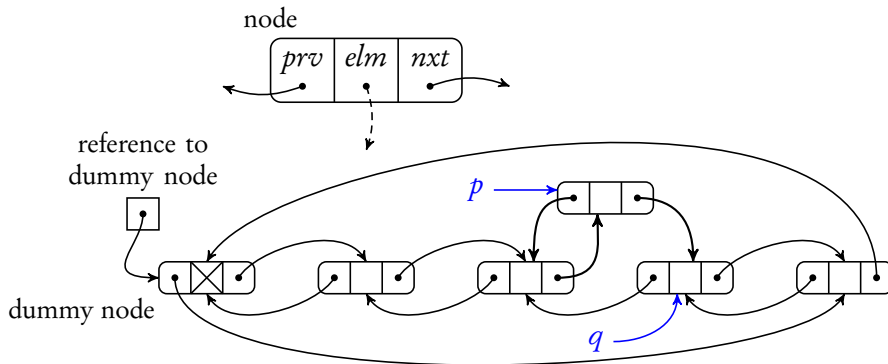 node
prv elm nxt
reference to
dummy node
p
dummy node
q